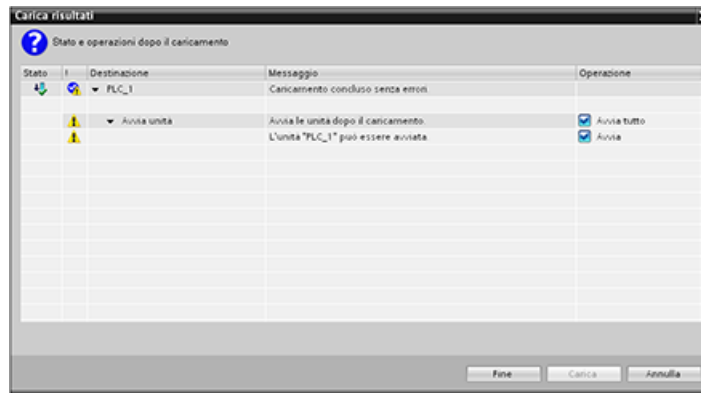 Carica risultati
Stato e operazioni dopo il caricamento
Stato ! Destinazione Messaggio Operazione
PLC_1 Caricamento concluso senza errori.
Avvia unità Avvia le unità dopo il caricamento. Avvia tutto
L'unità "PLC_1" può essere avviata. Avvia
Fine Carica Annulla